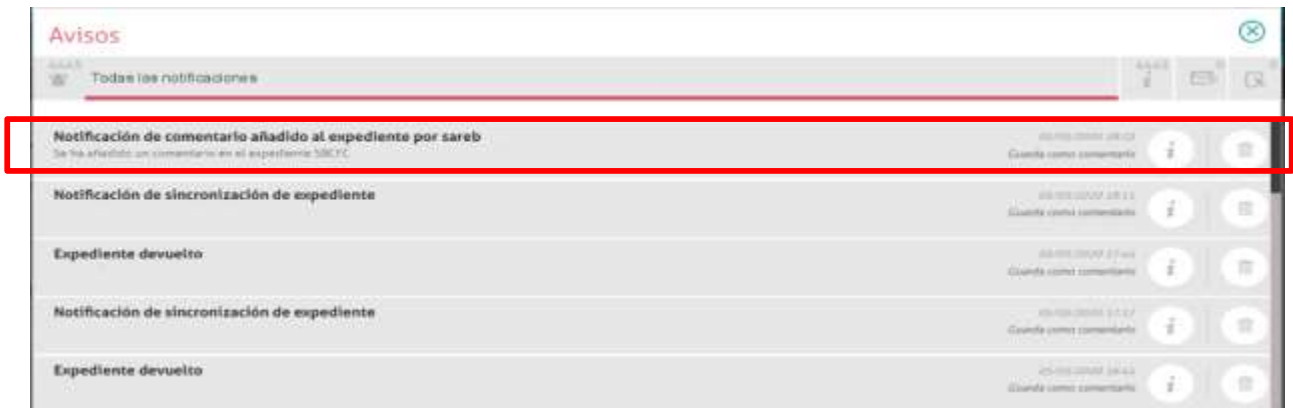 Avisos
Todas las notificaciones
Notificación de comentario añadido al expediente por sareb
Se ha añadido un comentario en el expediente
Guarda como comentario
Notificación de sincronización de expediente
Guarda como comentario
Expediente devuelto
Guarda como comentario
Notificación de sincronización de expediente
Guarda como comentario
Expediente devuelto
Guarda como comentario